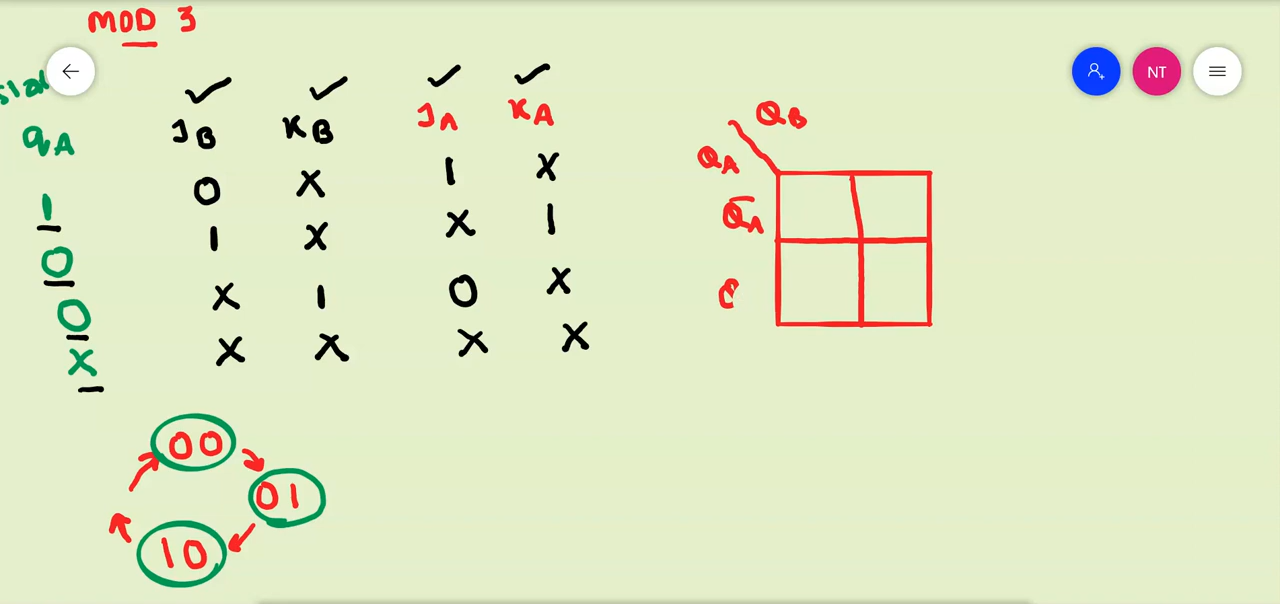 MOD 3
qA JB KB JA KA
1 0 X 1 X
0 1 X X 1
0 X 1 0 X
X X X X X
QB
QA
Q̄A
00
01
10
NT